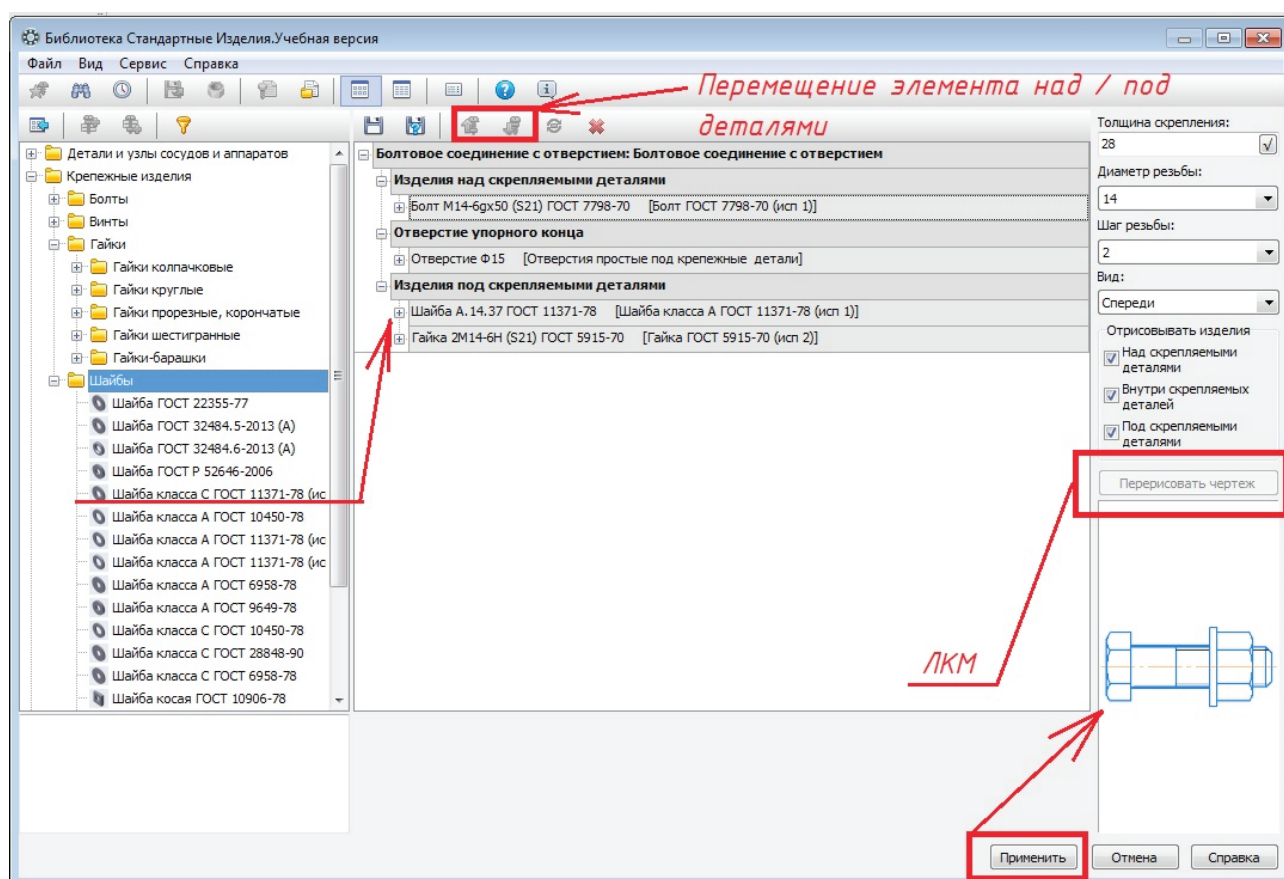 Библиотека Стандартные Изделия.Учебная версия
Файл Вид Сервис Справка
Перемещение элемента над / под
деталями
Детали и узлы сосудов и аппаратов
Крепежные изделия
Болты
Винты
Гайки
Гайки колпачковые
Гайки круглые
Гайки прорезные, корончатые
Гайки шестигранные
Гайки-барашки
Шайбы
Шайба ГОСТ 22355-77
Шайба ГОСТ 32484.5-2013 (А)
Шайба ГОСТ 32484.6-2013 (А)
Шайба ГОСТ Р 52646-2006
Шайба класса С ГОСТ 11371-78 (ис
Шайба класса А ГОСТ 10450-78
Шайба класса А ГОСТ 11371-78 (ис
Шайба класса А ГОСТ 11371-78 (ис
Шайба класса А ГОСТ 6958-78
Шайба класса А ГОСТ 9649-78
Шайба класса С ГОСТ 10450-78
Шайба класса С ГОСТ 28848-90
Шайба класса С ГОСТ 6958-78
Шайба косая ГОСТ 10906-78
Болтовое соединение с отверстием: Болтовое соединение с отверстием
Изделия над скрепляемыми деталями
Болт М14-6gx50 (S21) ГОСТ 7798-70 [Болт ГОСТ 7798-70 (исп 1)]
Отверстие упорного конца
Отверстие Ф15 [Отверстия простые под крепежные детали]
Изделия под скрепляемыми деталями
Шайба А.14.37 ГОСТ 11371-78 [Шайба класса А ГОСТ 11371-78 (исп 1)]
Гайка 2М14-6Н (S21) ГОСТ 5915-70 [Гайка ГОСТ 5915-70 (исп 2)]
Толщина скрепления:
28
Диаметр резьбы:
14
Шаг резьбы:
2
Вид:
Спереди
Отрисовывать изделия
Над скрепляемыми
деталями
Внутри скрепляемых
деталей
Под скрепляемыми
деталями
Перерисовать чертеж
ЛКМ
Применить Отмена Справка